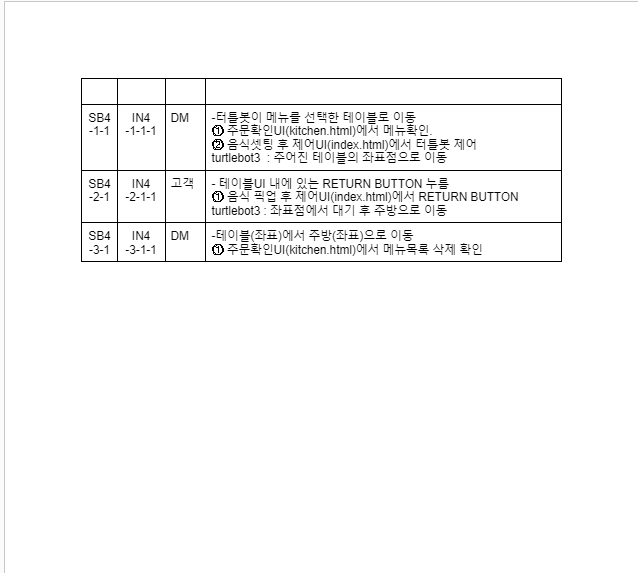 SB4 IN4 DM -터틀봇이 메뉴를 선택한 테이블로 이동
-1-1 -1-1-1 ① 주문확인UI(kitchen.html)에서 메뉴확인.
② 음식셋팅 후 제어UI(index.html)에서 터틀봇 제어
turtlebot3 : 주어진 테이블의 좌표점으로 이동
SB4 IN4 고객 - 테이블UI 내에 있는 RETURN BUTTON 누름
-2-1 -2-1-1 ① 음식 픽업 후 제어UI(index.html)에서 RETURN BUTTON
turtlebot3 : 좌표점에서 대기 후 주방으로 이동
SB4 IN4 DM -테이블(좌표)에서 주방(좌표)으로 이동
-3-1 -3-1-1 ① 주문확인UI(kitchen.html)에서 메뉴목록 삭제 확인